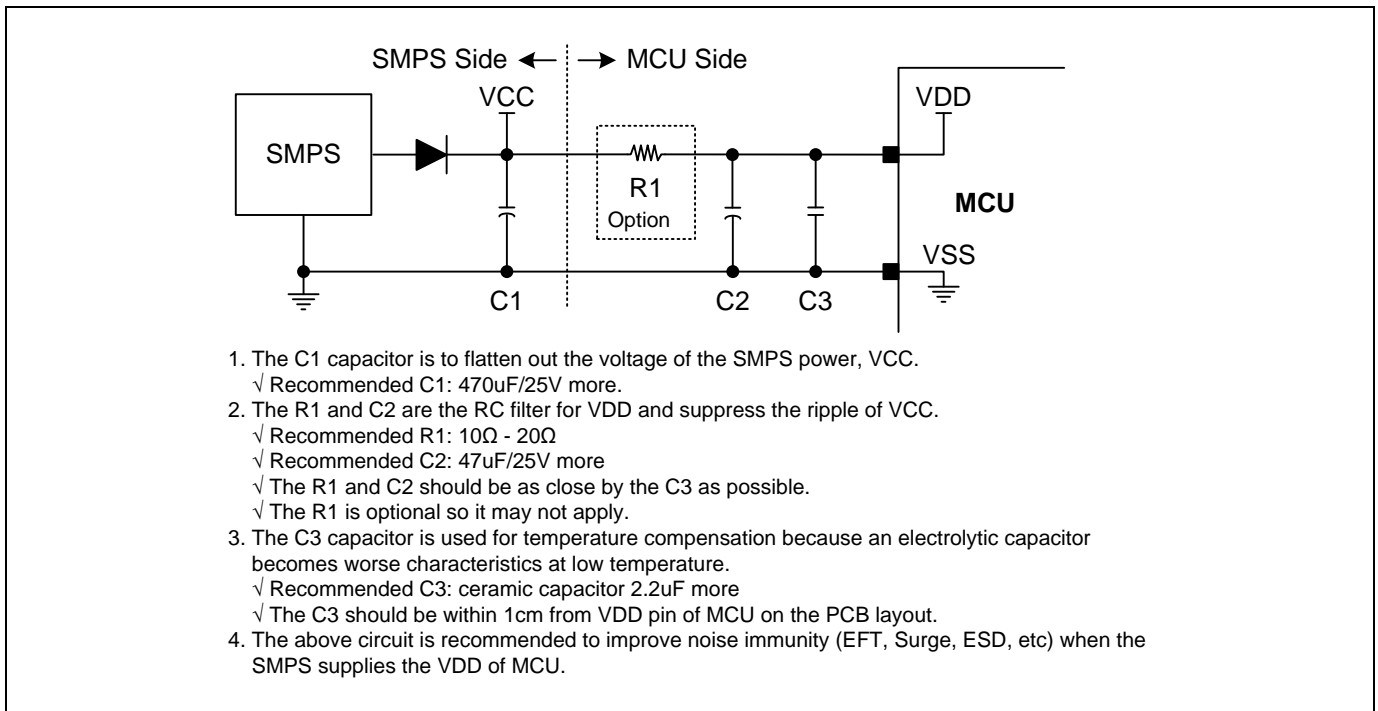 SMPS Side
MCU Side
VCC
VDD
SMPS
R1
Option
MCU
VSS
C1
C2
C3
1. The C1 capacitor is to flatten out the voltage of the SMPS power, VCC.
√ Recommended C1: 470uF/25V more.
2. The R1 and C2 are the RC filter for VDD and suppress the ripple of VCC.
√ Recommended R1: 10Ω - 20Ω
√ Recommended C2: 47uF/25V more
√ The R1 and C2 should be as close by the C3 as possible.
√ The R1 is optional so it may not apply.
3. The C3 capacitor is used for temperature compensation because an electrolytic capacitor
becomes worse characteristics at low temperature.
√ Recommended C3: ceramic capacitor 2.2uF more
√ The C3 should be within 1cm from VDD pin of MCU on the PCB layout.
4. The above circuit is recommended to improve noise immunity (EFT, Surge, ESD, etc) when the
SMPS supplies the VDD of MCU.